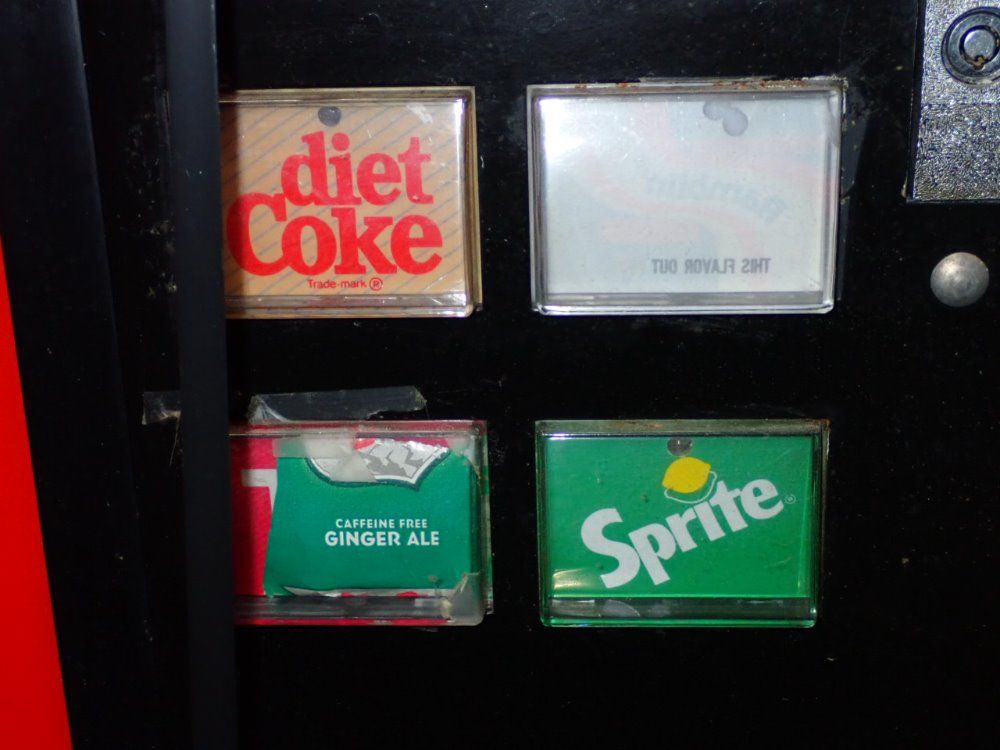 diet
Coke
Trade-mark ®
THIS FLAVOR OUT
CAFFEINE FREE
GINGER ALE
Sprite®